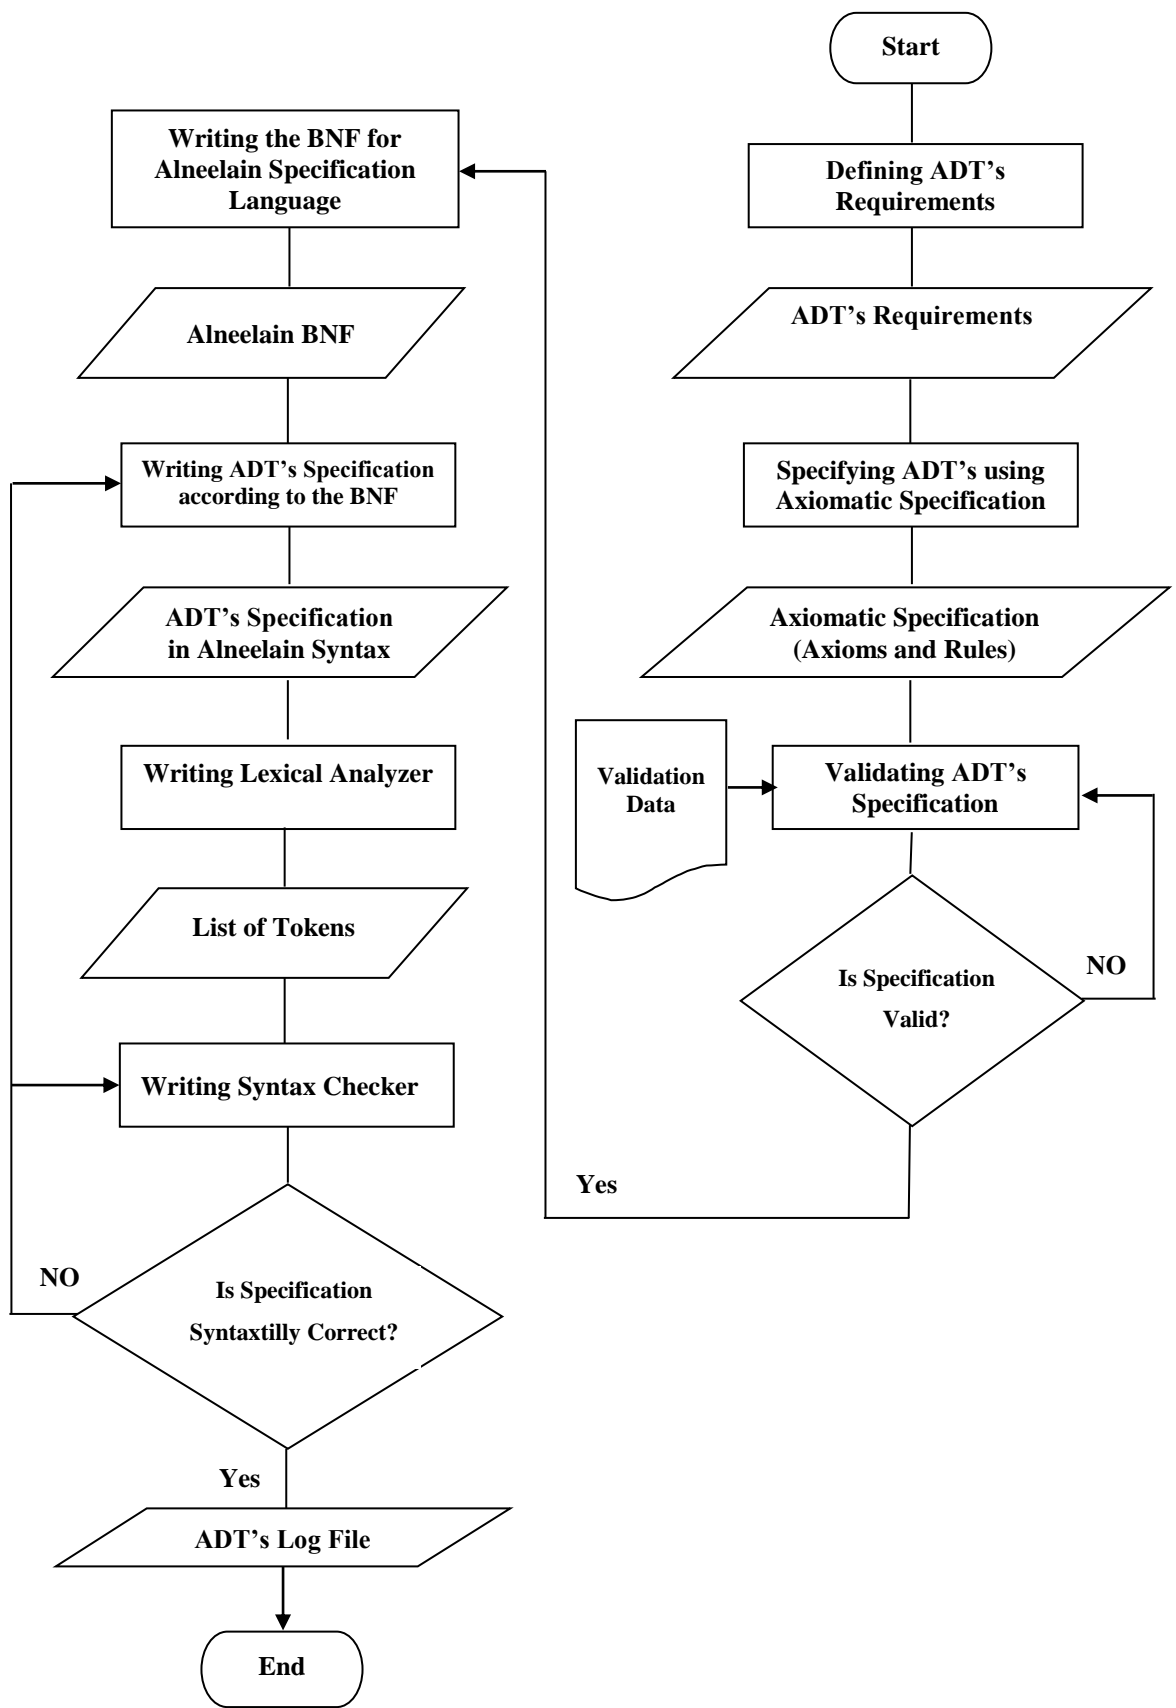 Start
Defining ADT's
Requirements
ADT's Requirements
Specifying ADT's using
Axiomatic Specification
Axiomatic Specification
(Axioms and Rules)
Validation
Data
Validating ADT's
Specification
Is Specification
Valid?
NO
Yes
Writing the BNF for
Alneelain Specification
Language
Alneelain BNF
Writing ADT's Specification
according to the BNF
ADT's Specification
in Alneelain Syntax
Writing Lexical Analyzer
List of Tokens
Writing Syntax Checker
Is Specification
Syntaxtilly Correct?
NO
Yes
ADT's Log File
End